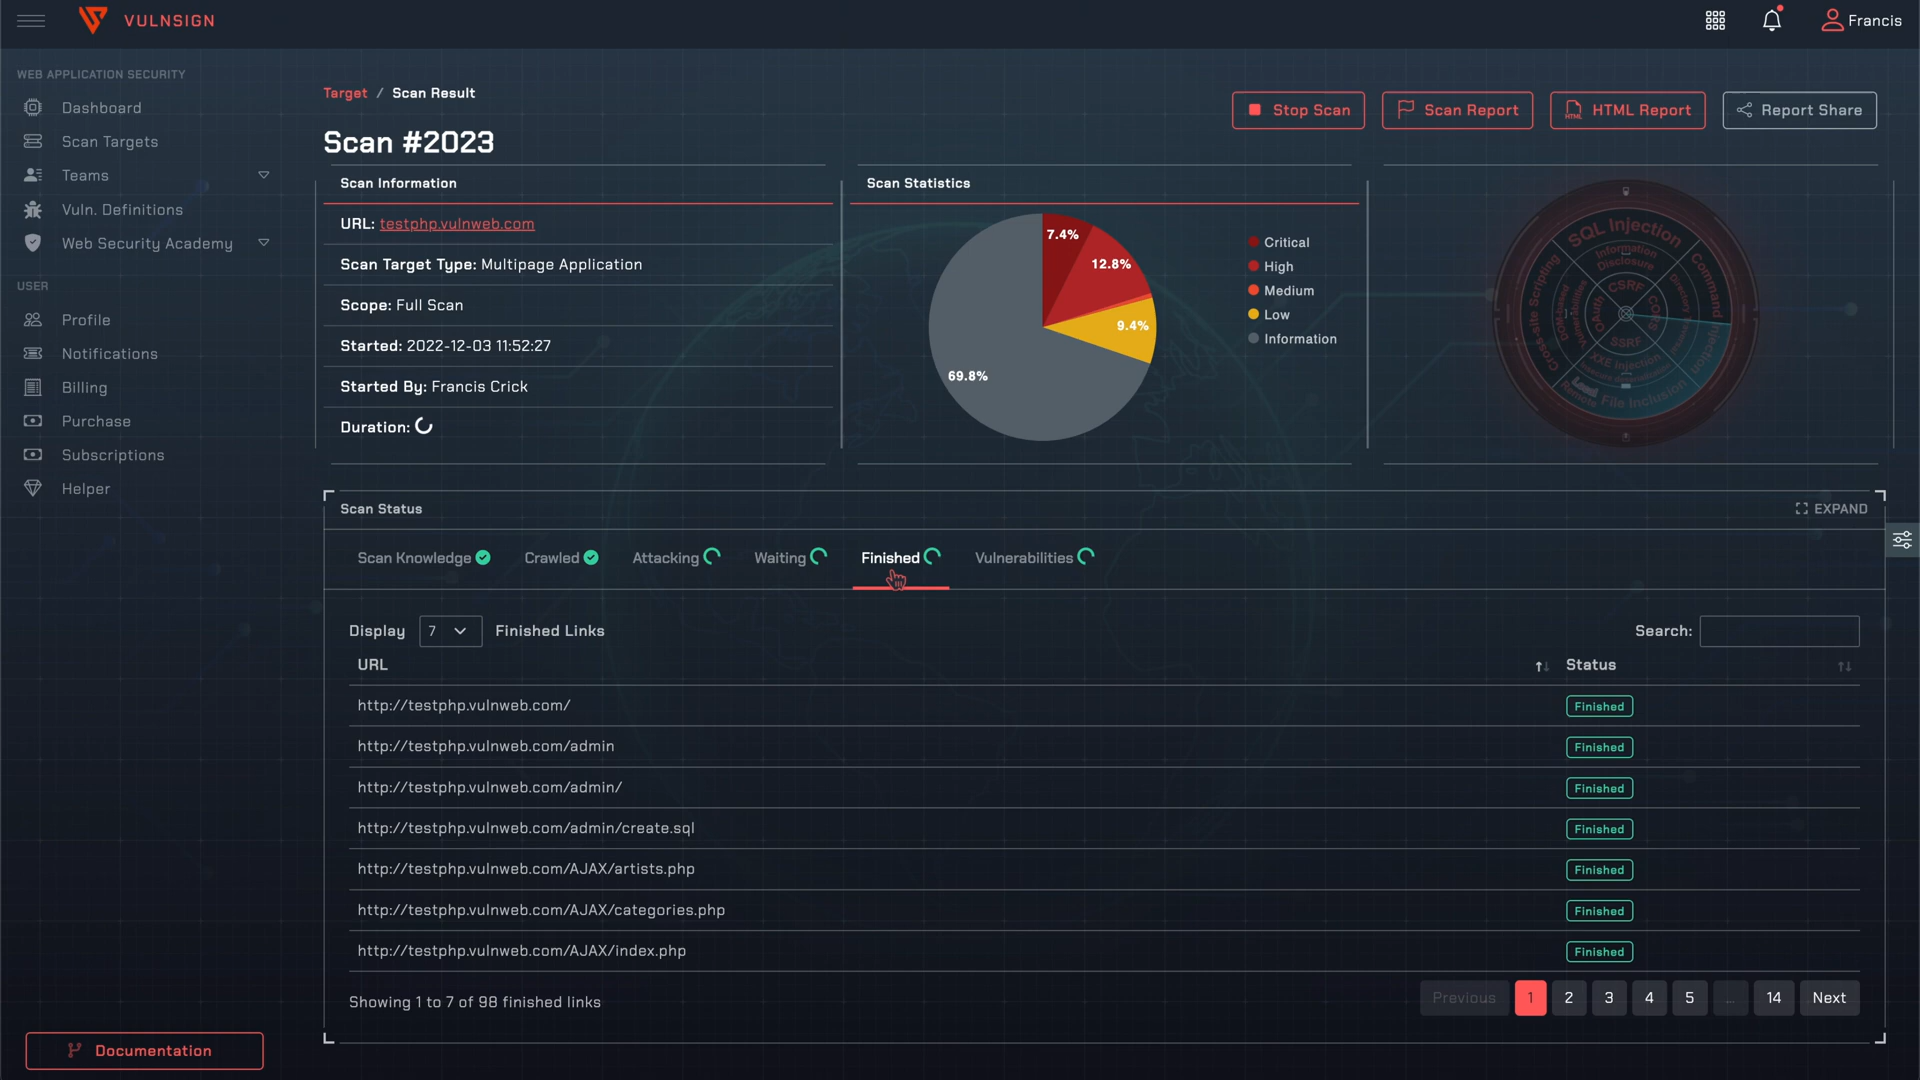 VULNSIGN
Francis
WEB APPLICATION SECURITY
Dashboard
Scan Targets
Teams
Vuln. Definitions
Web Security Academy
USER
Profile
Notifications
Billing
Purchase
Subscriptions
Helper
Documentation
Target / Scan Result
Scan #2023
Stop Scan
Scan Report
HTML Report
Report Share
Scan Information
URL: testphp.vulnweb.com
Scan Target Type: Multipage Application
Scope: Full Scan
Started: 2022-12-03 11:52:27
Started By: Francis Crick
Duration:
Scan Statistics
7.4%
12.8%
9.4%
69.8%
Critical
High
Medium
Low
Information
SQL Injection
Command Injection
Local File Inclusion
Remote
Cross-site Scripting
Information Disclosure
XXE Injection
CSRF
CORS
SSRF
OAuth
Scan Status
EXPAND
Scan Knowledge
Crawled
Attacking
Waiting
Finished
Vulnerabilities
Display 7 Finished Links
Search:
URL Status
http://testphp.vulnweb.com/ Finished
http://testphp.vulnweb.com/admin Finished
http://testphp.vulnweb.com/admin/ Finished
http://testphp.vulnweb.com/admin/create.sql Finished
http://testphp.vulnweb.com/AJAX/artists.php Finished
http://testphp.vulnweb.com/AJAX/categories.php Finished
http://testphp.vulnweb.com/AJAX/index.php Finished
Showing 1 to 7 of 98 finished links
Previous 1 2 3 4 5 ... 14 Next